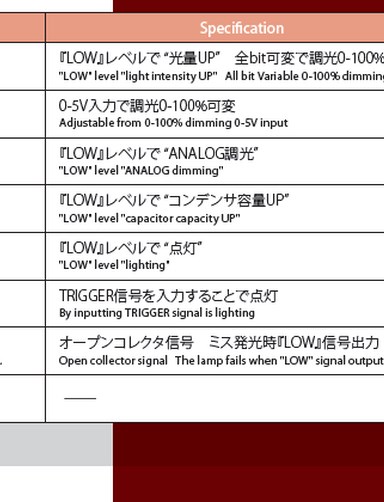 Specification
『LOW』レベルで “光量UP”　全bit可変で調光0-100%
"LOW" level "light intensity UP"  All bit Variable 0-100% dimming
0-5V入力で調光0-100%可変
Adjustable from 0-100% dimming 0-5V input
『LOW』レベルで “ANALOG調光”
"LOW" level "ANALOG dimming"
『LOW』レベルで “コンデンサ容量UP”
"LOW" level "capacitor capacity UP"
『LOW』レベルで “点灯”
"LOW" level "lighting"
TRIGGER信号を入力することで点灯
By inputting TRIGGER signal is lighting
オープンコレクタ信号　ミス発光時『LOW』信号出力
Open collector signal  The lamp fails when "LOW" signal output